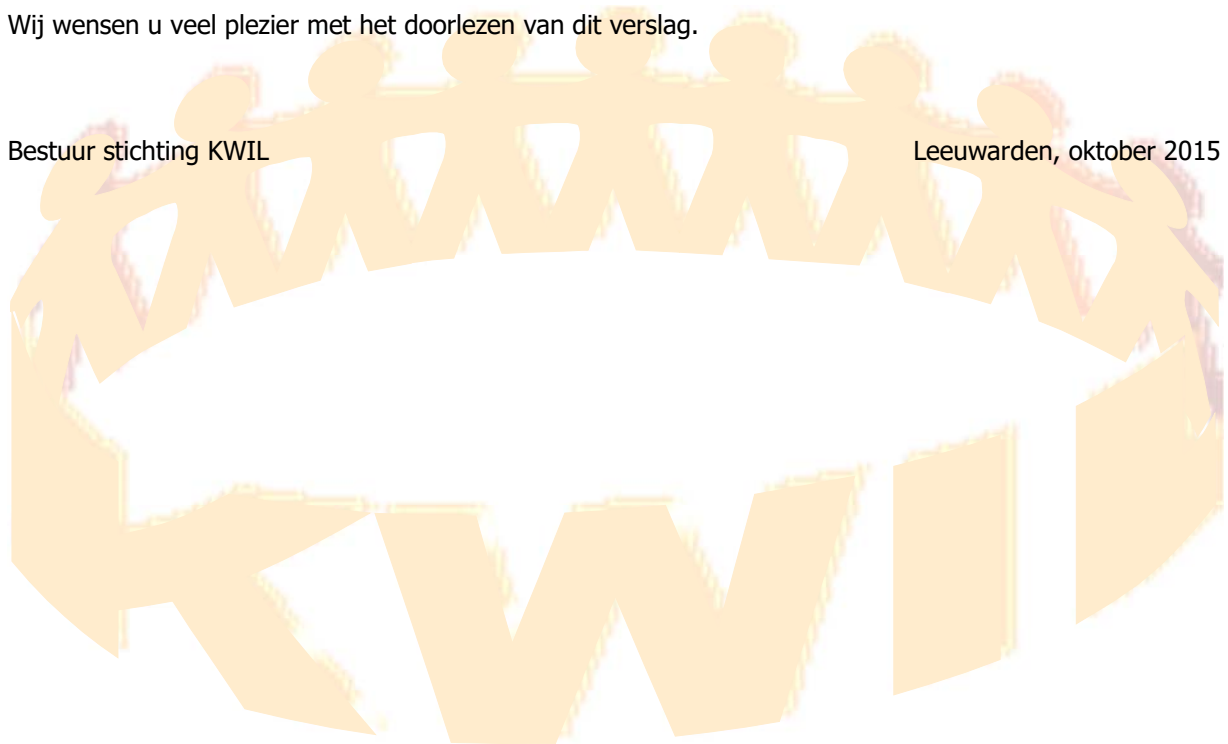 Wij wensen u veel plezier met het doorlezen van dit verslag.
Bestuur stichting KWIL Leeuwarden, oktober 2015
KWIL